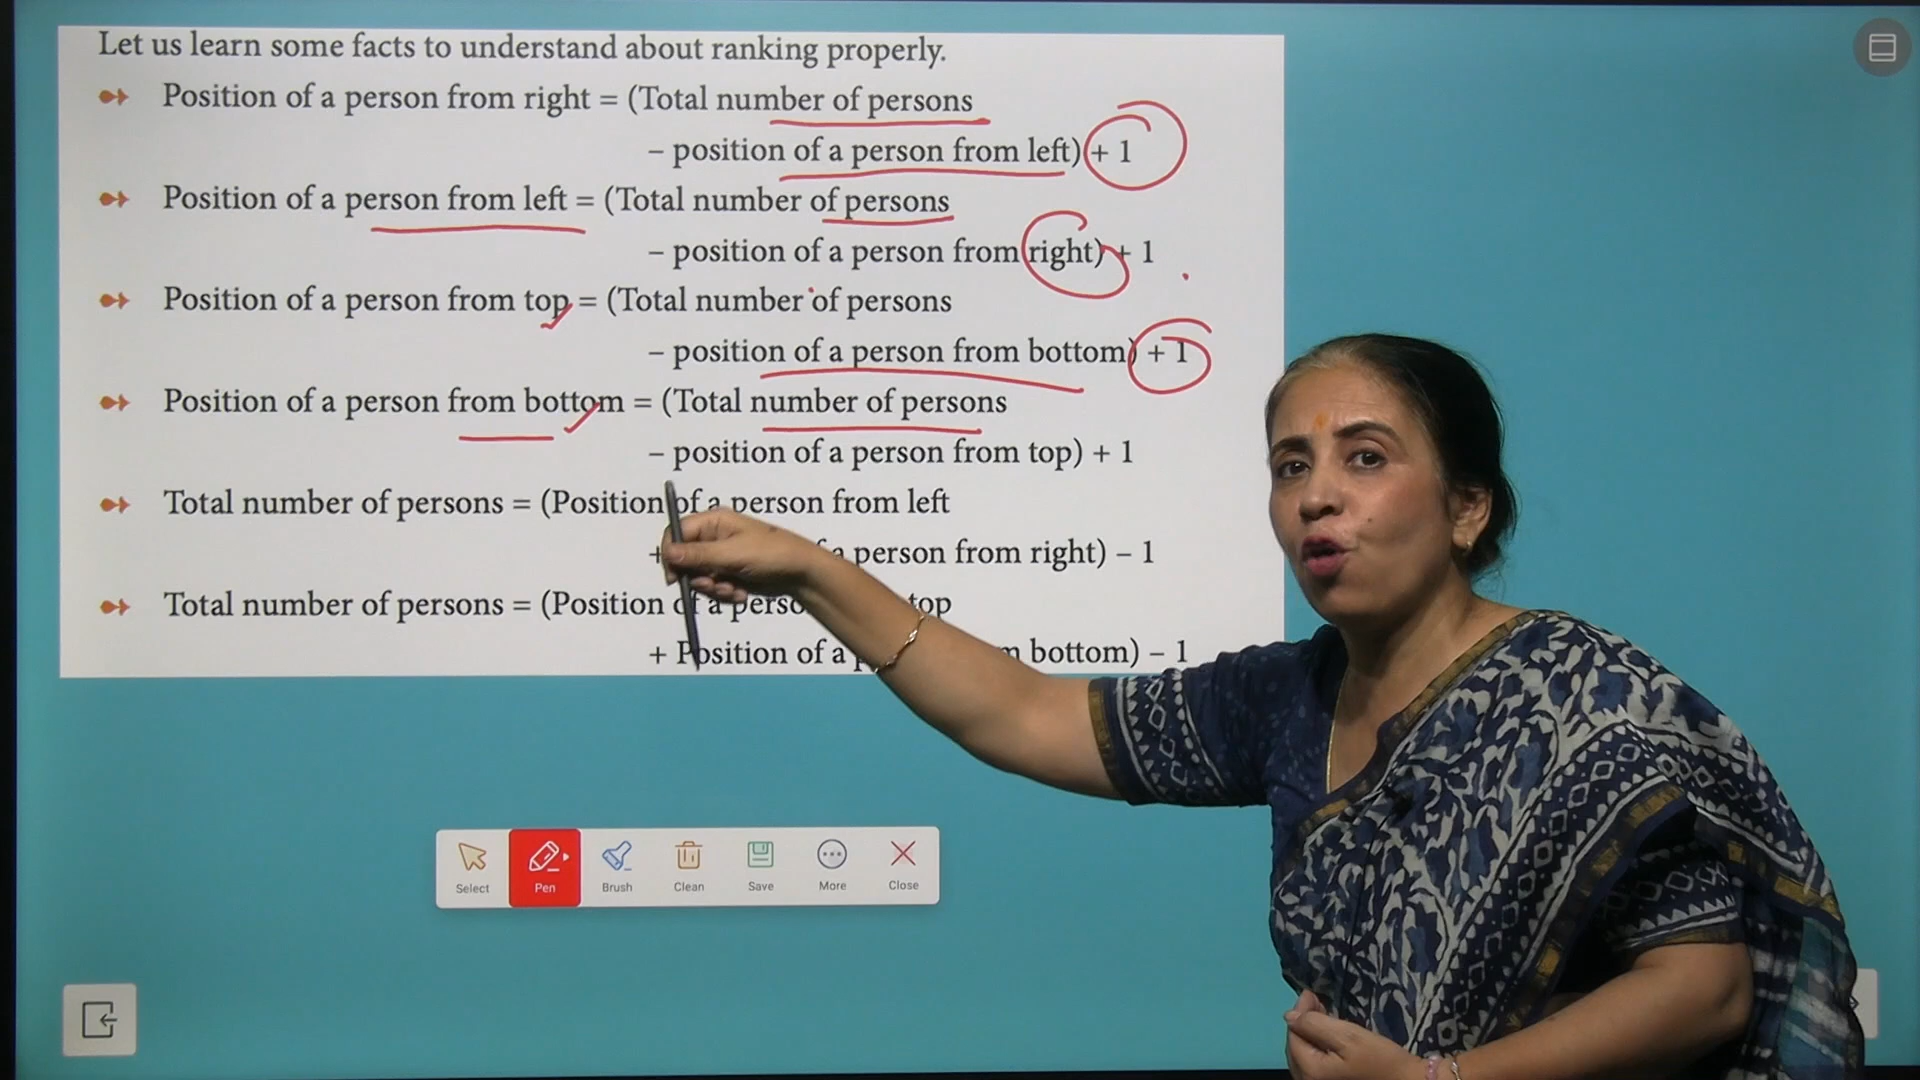 Let us learn some facts to understand about ranking properly.
Position of a person from right = (Total number of persons
– position of a person from left) + 1
Position of a person from left = (Total number of persons
– position of a person from right) + 1
Position of a person from top = (Total number of persons
– position of a person from bottom) + 1
Position of a person from bottom = (Total number of persons
– position of a person from top) + 1
Total number of persons = (Position of a person from left
+ a person from right) – 1
Total number of persons = (Position of a top
+ Position of a bottom) – 1
Select Pen Brush Clean Save More Close